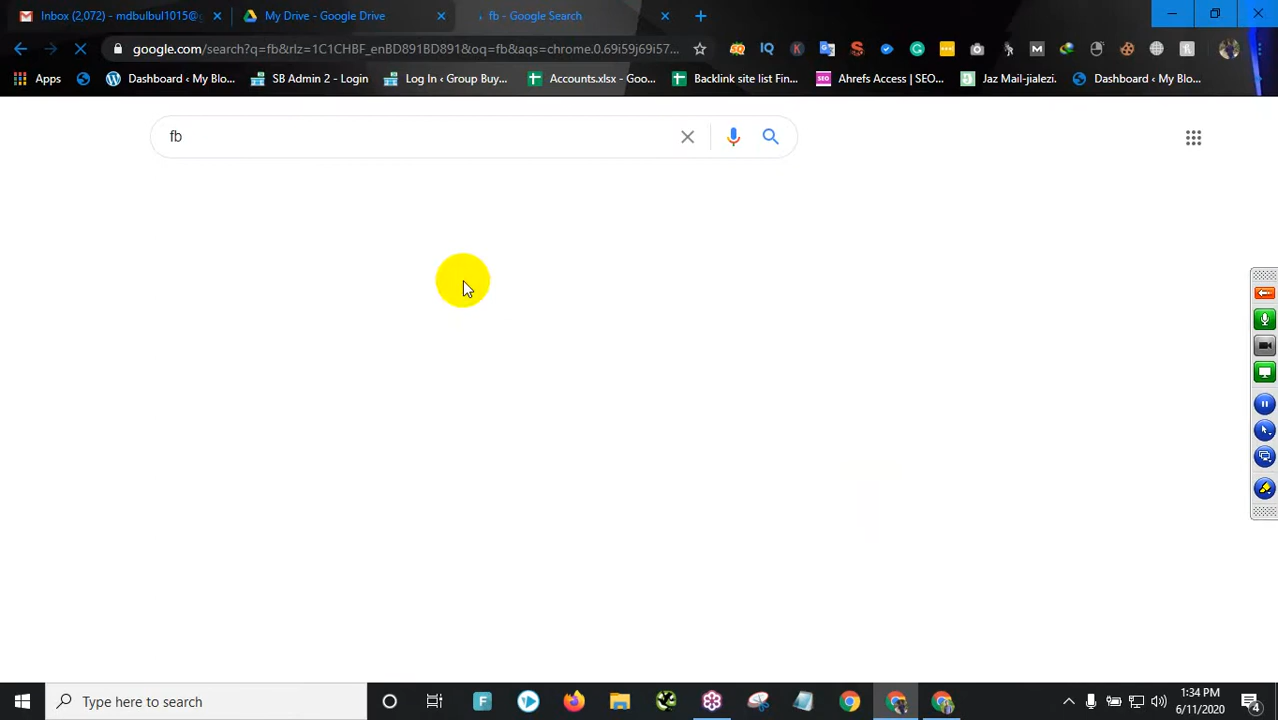 Inbox (2,072) - mdbulbul1015@g
My Drive - Google Drive
fb - Google Search
google.com/search?q=fb&rlz=1C1CHBF_enBD891BD891&oq=fb&aqs=chrome.0.69i59j69i57...
Apps
Dashboard ‹ My Blo...
SB Admin 2 - Login
Log In ‹ Group Buy...
Accounts.xlsx - Goo...
Backlink site list Fin...
Ahrefs Access | SEO...
Jaz Mail-jialezi.
Dashboard ‹ My Blo...
fb
Type here to search
1:34 PM
6/11/2020
4